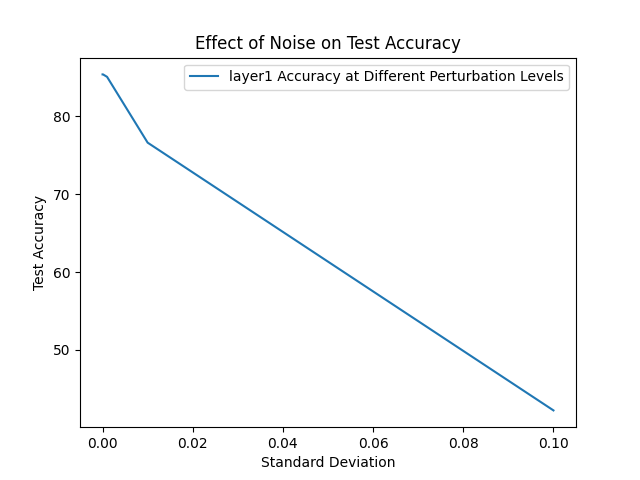 Effect of Noise on Test Accuracy
layer1 Accuracy at Different Perturbation Levels
Test Accuracy
80
70
60
50
0.00 0.02 0.04 0.06 0.08 0.10
Standard Deviation